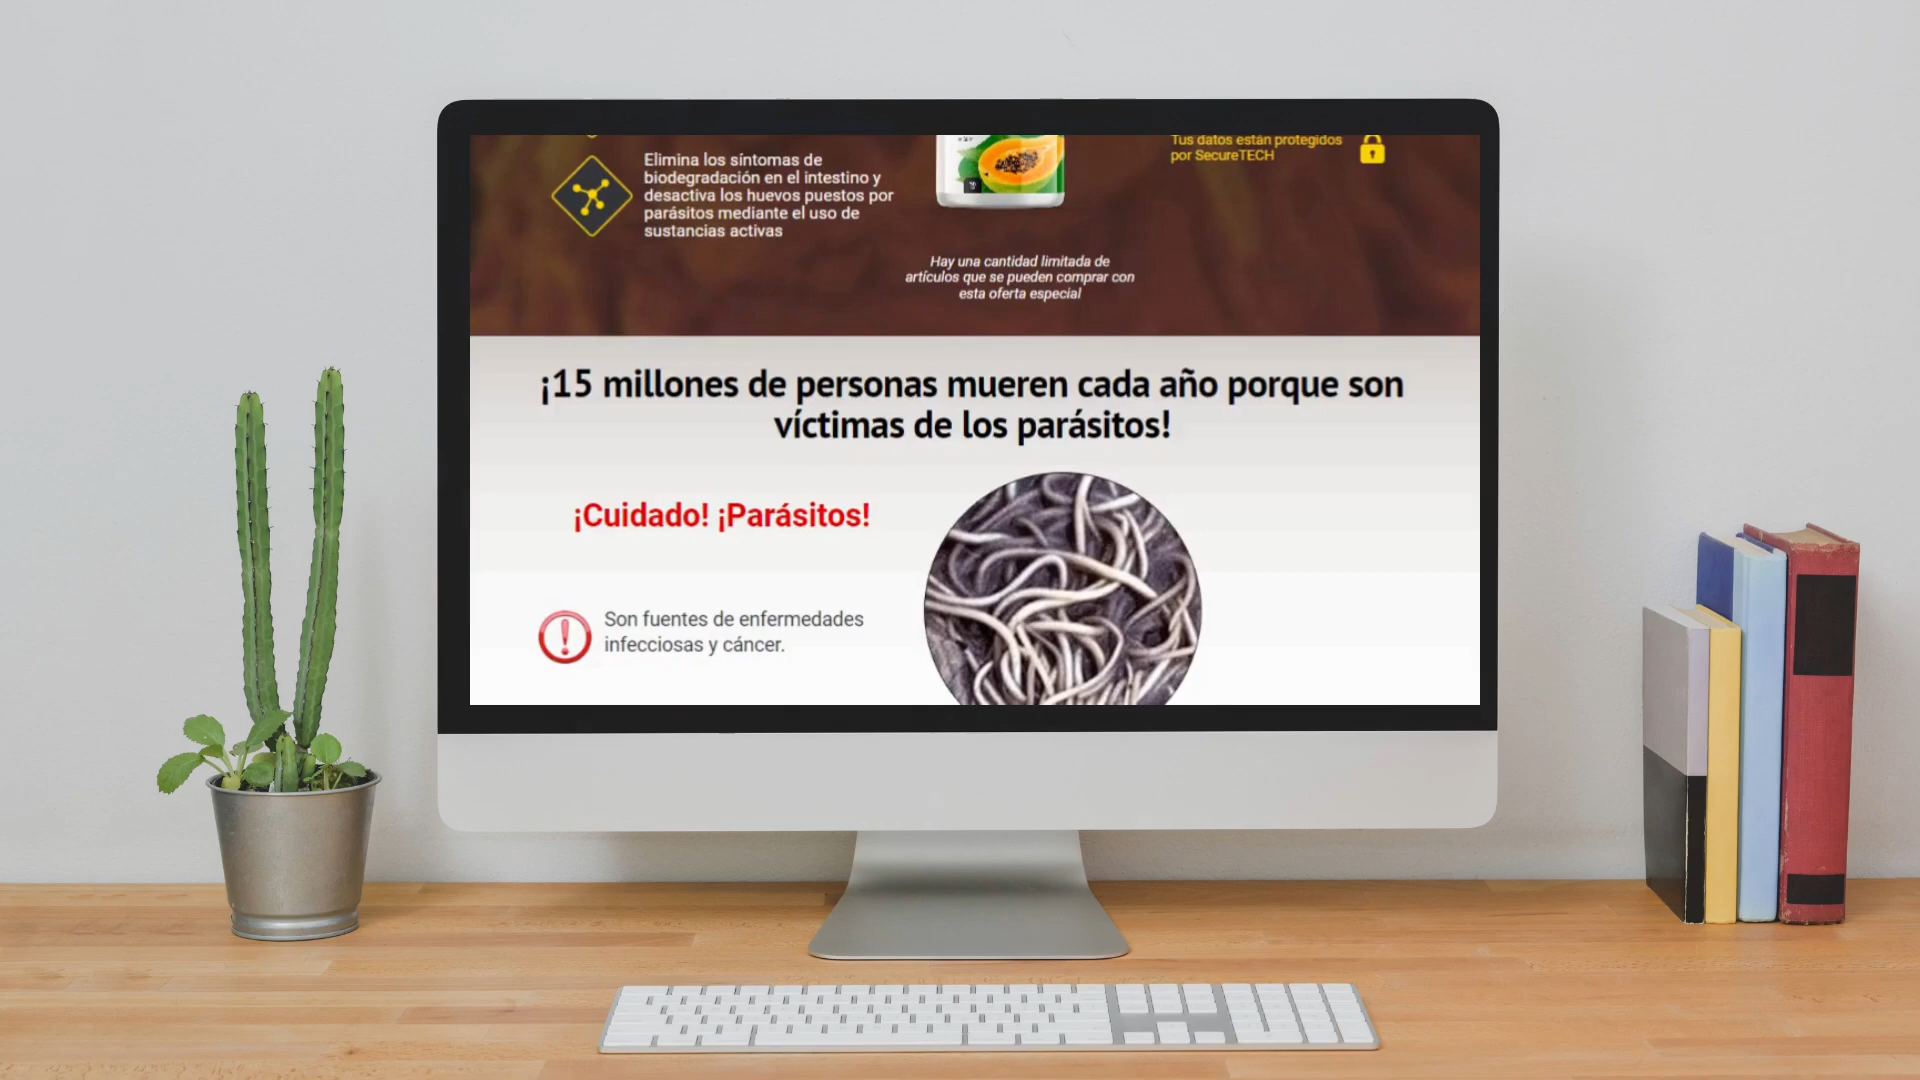 Tus datos están protegidos
por SecureTECH
Elimina los síntomas de
biodegradación en el intestino y
desactiva los huevos puestos por
parásitos mediante el uso de
sustancias activas
Hay una cantidad limitada de
artículos que se pueden comprar con
esta oferta especial
¡15 millones de personas mueren cada año porque son
víctimas de los parásitos!
¡Cuidado! ¡Parásitos!
Son fuentes de enfermedades
infecciosas y cáncer.